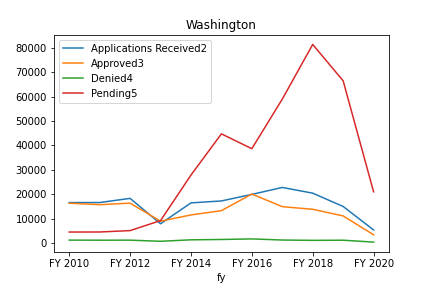 Washington
Applications Received2
Approved3
Denied4
Pending5
80000
70000
60000
50000
40000
30000
20000
10000
0
FY 2010 FY 2012 FY 2014 FY 2016 FY 2018 FY 2020
fy